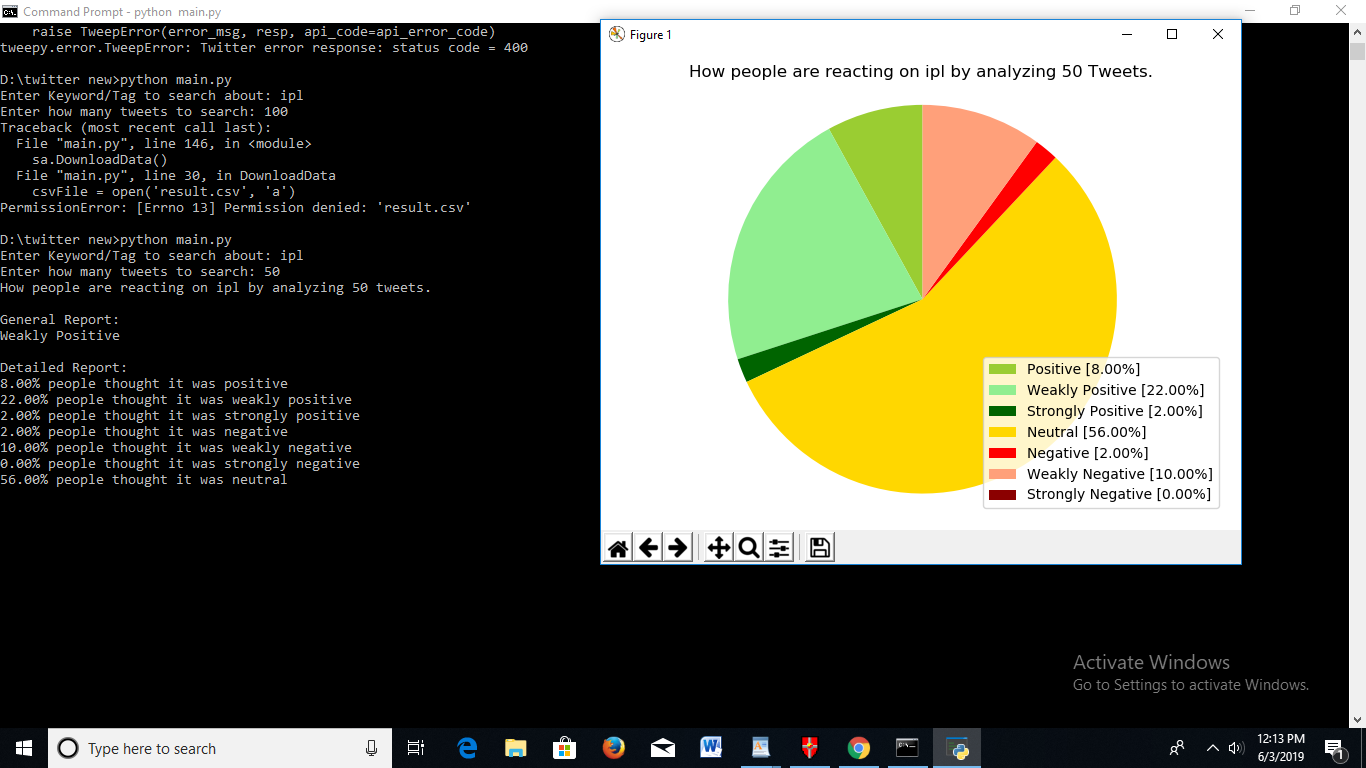 Command Prompt - python  main.py
    raise TweepError(error_msg, resp, api_code=api_error_code)
tweepy.error.TweepError: Twitter error response: status code = 400
D:\twitter new>python main.py
Enter Keyword/Tag to search about: ipl
Enter how many tweets to search: 100
Traceback (most recent call last):
  File "main.py", line 146, in <module>
    sa.DownloadData()
  File "main.py", line 30, in DownloadData
    csvFile = open('result.csv', 'a')
PermissionError: [Errno 13] Permission denied: 'result.csv'
D:\twitter new>python main.py
Enter Keyword/Tag to search about: ipl
Enter how many tweets to search: 50
How people are reacting on ipl by analyzing 50 tweets.
General Report:
Weakly Positive
Detailed Report:
8.00% people thought it was positive
22.00% people thought it was weakly positive
2.00% people thought it was strongly positive
2.00% people thought it was negative
10.00% people thought it was weakly negative
0.00% people thought it was strongly negative
56.00% people thought it was neutral
Figure 1
How people are reacting on ipl by analyzing 50 Tweets.
Positive [8.00%]
Weakly Positive [22.00%]
Strongly Positive [2.00%]
Neutral [56.00%]
Negative [2.00%]
Weakly Negative [10.00%]
Strongly Negative [0.00%]
Activate Windows
Go to Settings to activate Windows.
Type here to search
12:13 PM
6/3/2019
1